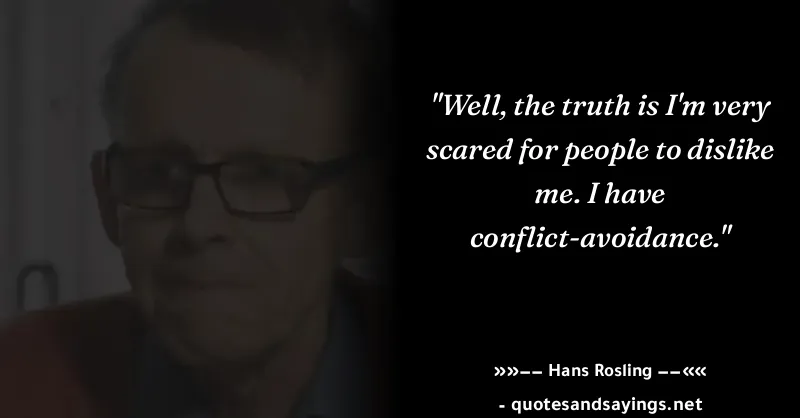 "Well, the truth is I'm very
scared for people to dislike
me. I have
conflict-avoidance."
»»−− Hans Rosling −−««
- quotesandsayings.net